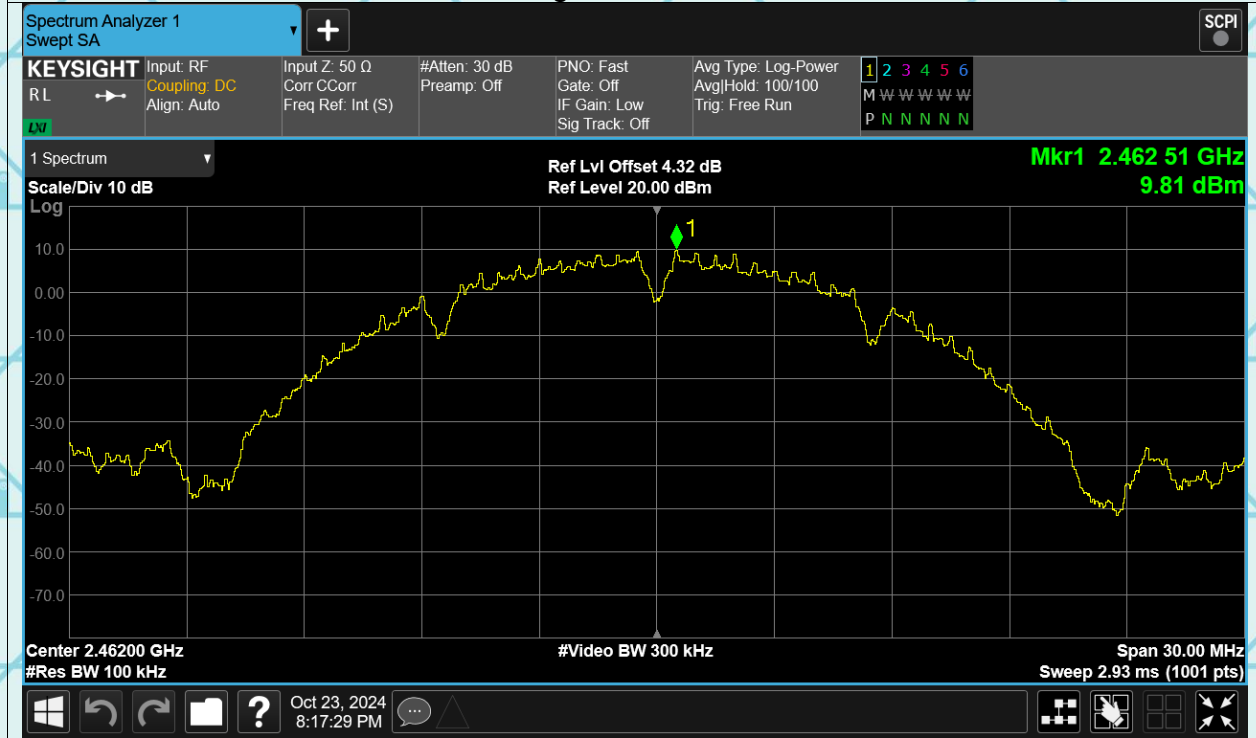 Spectrum Analyzer 1
Swept SA
+
SCPI
KEYSIGHT
RL
LXI
Input: RF
Coupling: DC
Align: Auto
Input Z: 50 Ω
Corr CCorr
Freq Ref: Int (S)
#Atten: 30 dB
Preamp: Off
PNO: Fast
Gate: Off
IF Gain: Low
Sig Track: Off
Avg Type: Log-Power
Avg|Hold: 100/100
Trig: Free Run
1 2 3 4 5 6
M W W W W W
P N N N N N
1 Spectrum
Scale/Div 10 dB
Log
Ref Lvl Offset 4.32 dB
Ref Level 20.00 dBm
Mkr1 2.462 51 GHz
9.81 dBm
1
10.0
0.00
-10.0
-20.0
-30.0
-40.0
-50.0
-60.0
-70.0
Center 2.46200 GHz
#Res BW 100 kHz
#Video BW 300 kHz
Span 30.00 MHz
Sweep 2.93 ms (1001 pts)
?
Oct 23, 2024
8:17:29 PM